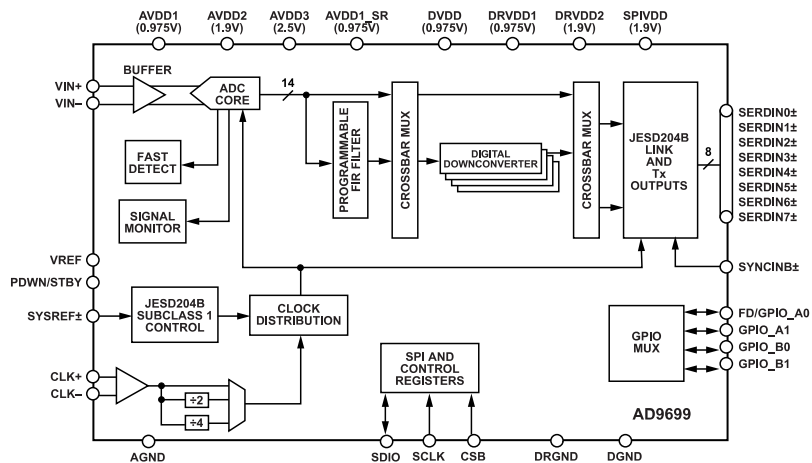 AVDD1 AVDD2 AVDD3 AVDD1_SR DVDD DRVDD1 DRVDD2 SPIVDD
(0.975V) (1.9V) (2.5V) (0.975V) (0.975V) (0.975V) (1.9V) (1.9V)
BUFFER
VIN+
VIN–
ADC
CORE
14
FAST
DETECT
SIGNAL
MONITOR
PROGRAMMABLE
FIR FILTER
CROSSBAR MUX
DIGITAL
DOWNCONVERTER
CROSSBAR MUX
JESD204B
LINK
AND
Tx
OUTPUTS
8
SERDIN0±
SERDIN1±
SERDIN2±
SERDIN3±
SERDIN4±
SERDIN5±
SERDIN6±
SERDIN7±
VREF
SYNCINB±
PDWN/STBY
SYSREF±
JESD204B
SUBCLASS 1
CONTROL
CLOCK
DISTRIBUTION
GPIO
MUX
FD/GPIO_A0
GPIO_A1
GPIO_B0
GPIO_B1
SPI AND
CONTROL
REGISTERS
CLK+
CLK–
÷2
÷4
AD9699
AGND SDIO SCLK CSB DRGND DGND